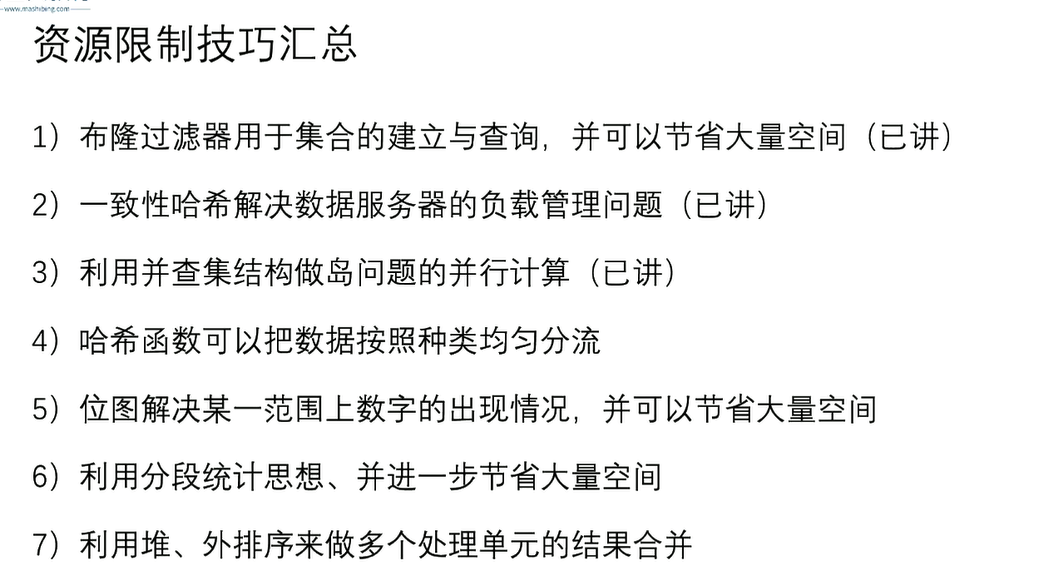 www.mashibing.com
资源限制技巧汇总
1）布隆过滤器用于集合的建立与查询，并可以节省大量空间（已讲）
2）一致性哈希解决数据服务器的负载管理问题（已讲）
3）利用并查集结构做岛问题的并行计算（已讲）
4）哈希函数可以把数据按照种类均匀分流
5）位图解决某一范围上数字的出现情况，并可以节省大量空间
6）利用分段统计思想、并进一步节省大量空间
7）利用堆、外排序来做多个处理单元的结果合并